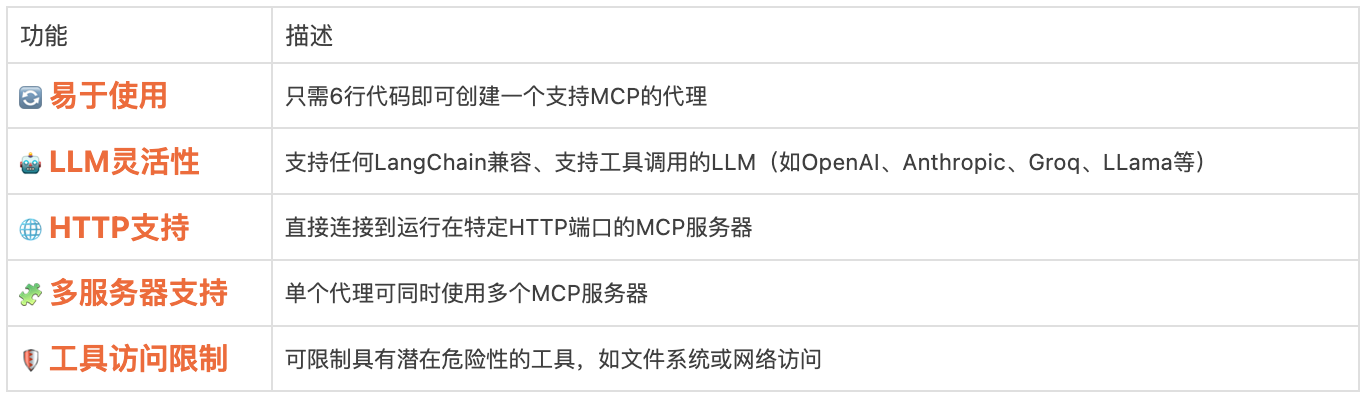 功能 描述
易于使用 只需6行代码即可创建一个支持MCP的代理
LLM灵活性 支持任何LangChain兼容、支持工具调用的LLM（如OpenAI、Anthropic、Groq、LLama等）
HTTP支持 直接连接到运行在特定HTTP端口的MCP服务器
多服务器支持 单个代理可同时使用多个MCP服务器
工具访问限制 可限制具有潜在危险性的工具，如文件系统或网络访问